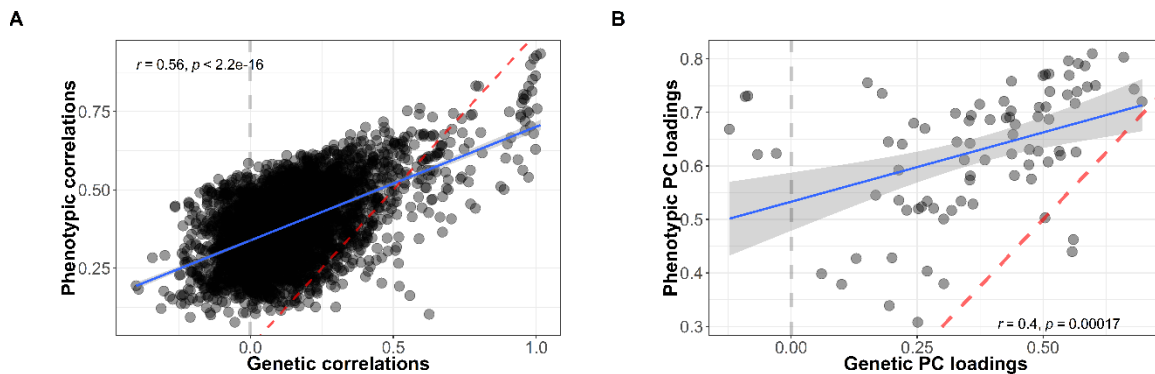 A
r = 0.56, p < 2.2e-16
Phenotypic correlations
0.75
0.50
0.25
0.0
0.5
1.0
Genetic correlations
B
Phenotypic PC loadings
0.8
0.7
0.6
0.5
0.4
0.3
r = 0.4, p = 0.00017
0.00
0.25
0.50
Genetic PC loadings